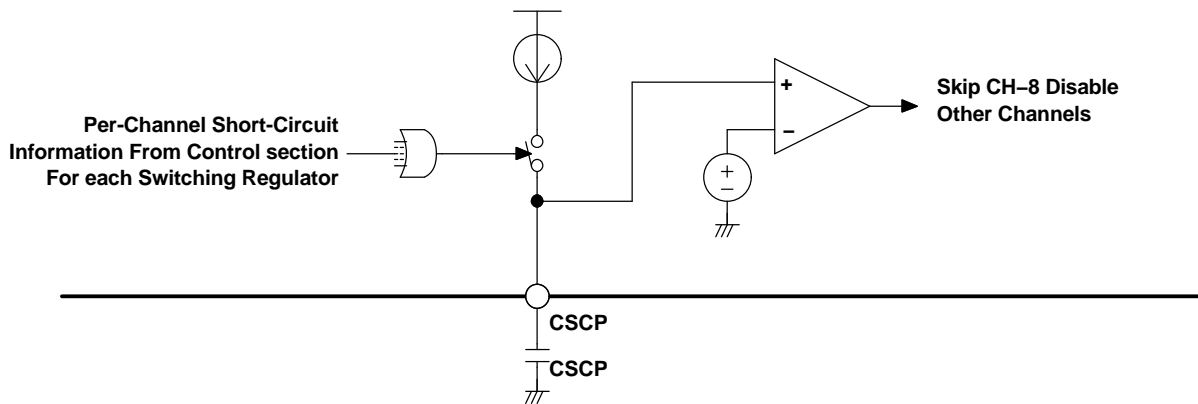 Skip CH–8 Disable
Other Channels
Per-Channel Short-Circuit
Information From Control section
For each Switching Regulator
+
–
+
–
CSCP
CSCP